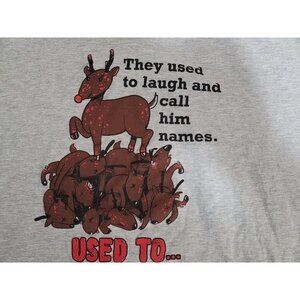 They used
to laugh and
call
him
names.
USED TO...